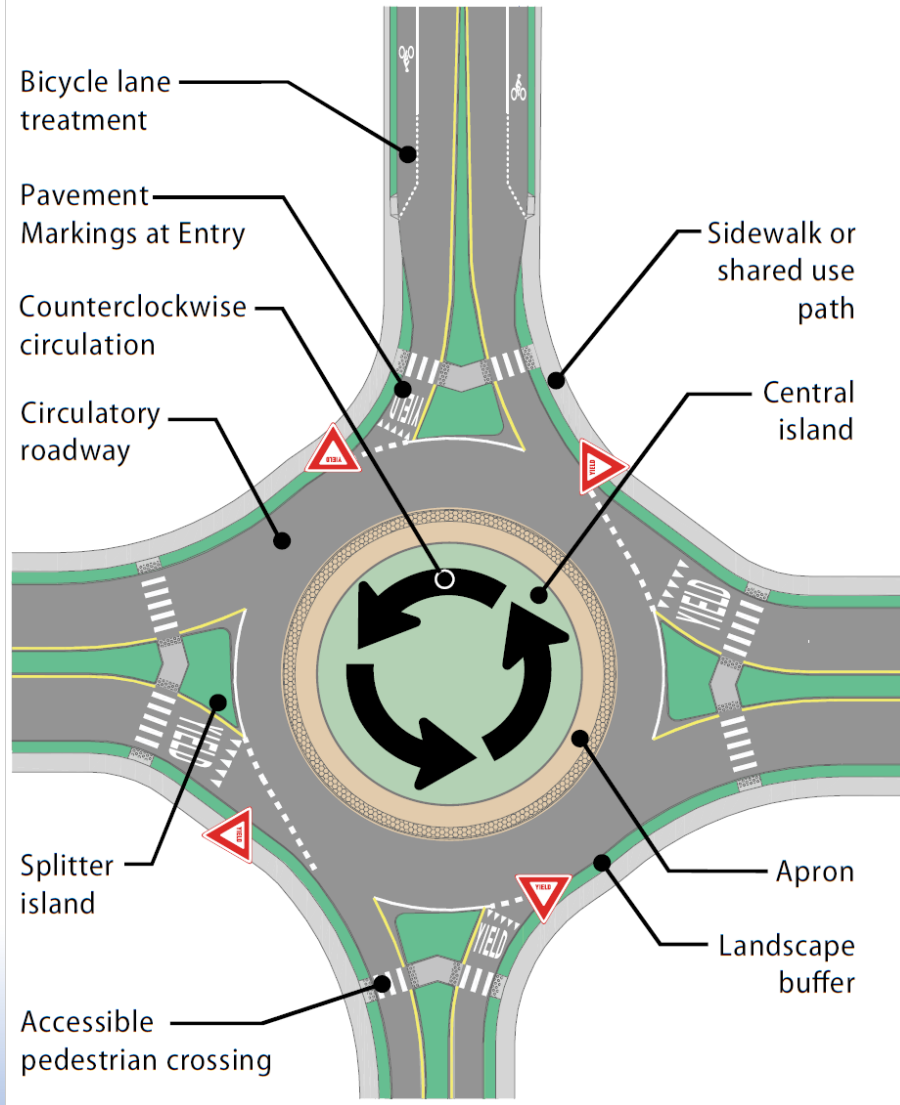 Bicycle lane
treatment
Pavement
Markings at Entry
Counterclockwise
circulation
Circulatory
roadway
Sidewalk or
shared use
path
Central
island
YIELD
YIELD
YIELD
YIELD
YIELD
YIELD
YIELD
YIELD
Splitter
island
Accessible
pedestrian crossing
Apron
Landscape
buffer